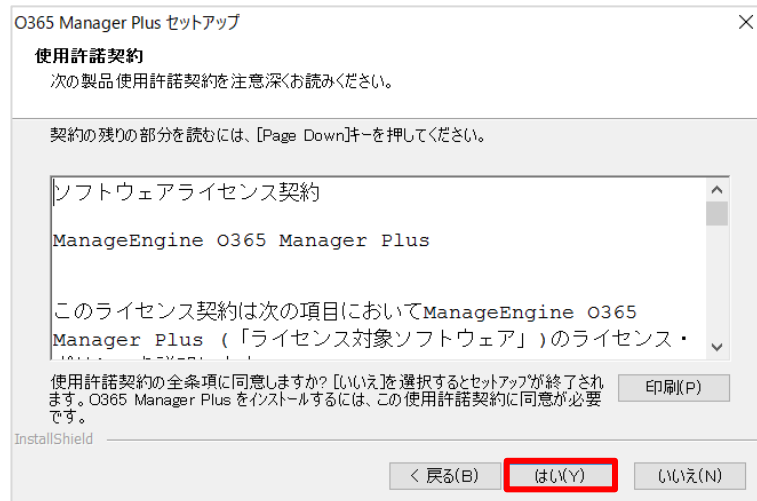 O365 Manager Plus セットアップ
使用許諾契約
次の製品使用許諾契約を注意深くお読みください。
契約の残りの部分を読むには、[Page Down]キーを押してください。
ソフトウェアライセンス契約
ManageEngine O365 Manager Plus
このライセンス契約は次の項目においてManageEngine O365
Manager Plus (「ライセンス対象ソフトウェア」)のライセンス・
使用許諾契約の全条項に同意しますか? [いいえ]を選択するとセットアップが終了され
ます。O365 Manager Plus をインストールするには、この使用許諾契約に同意が必要
です。
印刷(P)
InstallShield
< 戻る(B)
はい(Y)
いいえ(N)